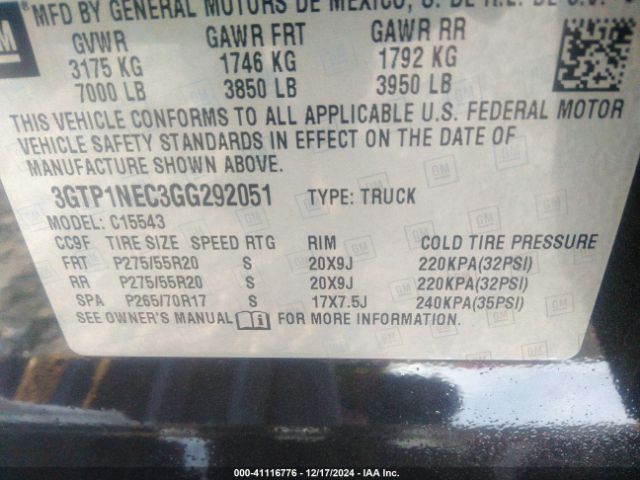 MFD BY GENERAL MOTORS DE MEXICO, S. DE R.L. DE C.V.
GM
GVWR GAWR FRT GAWR RR
3175 KG 1746 KG 1792 KG
7000 LB 3850 LB 3950 LB
THIS VEHICLE CONFORMS TO ALL APPLICABLE U.S. FEDERAL MOTOR
VEHICLE SAFETY STANDARDS IN EFFECT ON THE DATE OF
MANUFACTURE SHOWN ABOVE.
3GTP1NEC3GG292051 TYPE: TRUCK
MODEL: C15543
CC9F TIRE SIZE SPEED RTG RIM COLD TIRE PRESSURE
FRT P275/55R20 S 20X9J 220KPA(32PSI)
RR P275/55R20 S 20X9J 220KPA(32PSI)
SPA P265/70R17 S 17X7.5J 240KPA(35PSI)
SEE OWNER'S MANUAL FOR MORE INFORMATION.
000-41116776 - 12/17/2024 - IAA Inc.